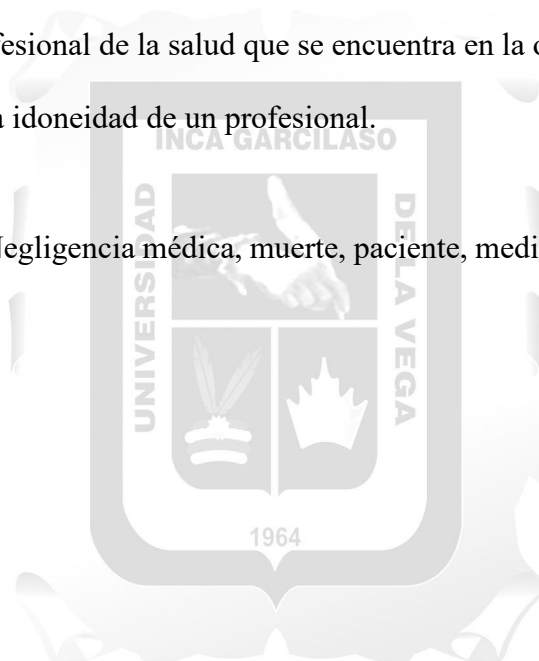 fesional de la salud que se encuentra en la
a idoneidad de un profesional.
INCA GARCILASO
UNIVERSIDAD
DE LA VEGA
Negligencia médica, muerte, paciente,
1964